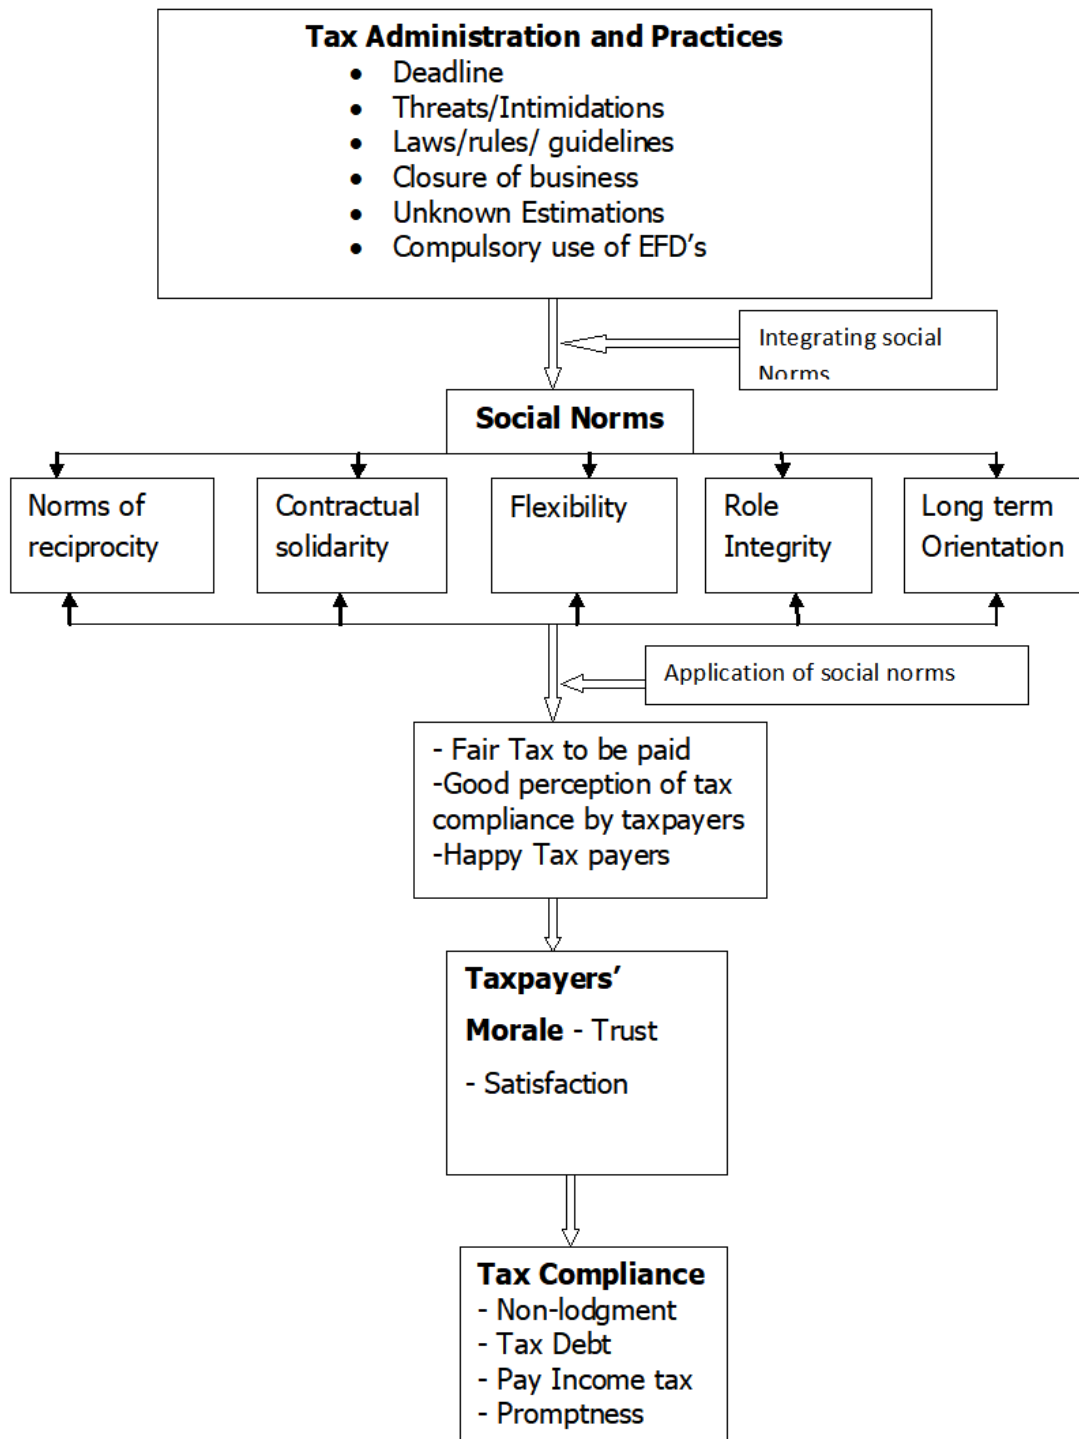 Tax Administration and Practices
• Deadline
• Threats/Intimidations
• Laws/rules/ guidelines
• Closure of business
• Unknown Estimations
• Compulsory use of EFD's
Integrating social
Norms
Social Norms
Norms of
reciprocity
Contractual
solidarity
Flexibility
Role
Integrity
Long term
Orientation
Application of social norms
- Fair Tax to be paid
-Good perception of tax
compliance by taxpayers
-Happy Tax payers
Taxpayers’
Morale - Trust
- Satisfaction
Tax Compliance
- Non-lodgment
- Tax Debt
- Pay Income tax
- Promptness